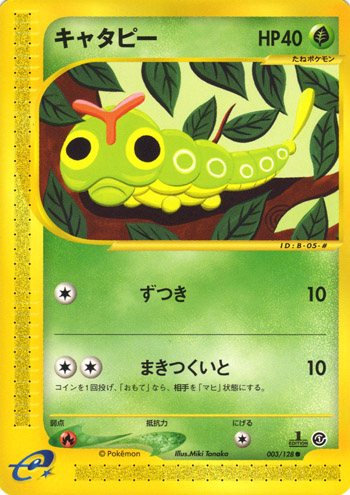 キャタピー HP40
たねポケモン
ID:B-05-#
ずつき 10
まきつくいと 10
コインを1回投げ、「おもて」なら、相手を「マヒ」状態にする。
弱点 抵抗力 にげる
©Pokémon Illus.Miki Tanaka 003/128●
1 EDITION
e